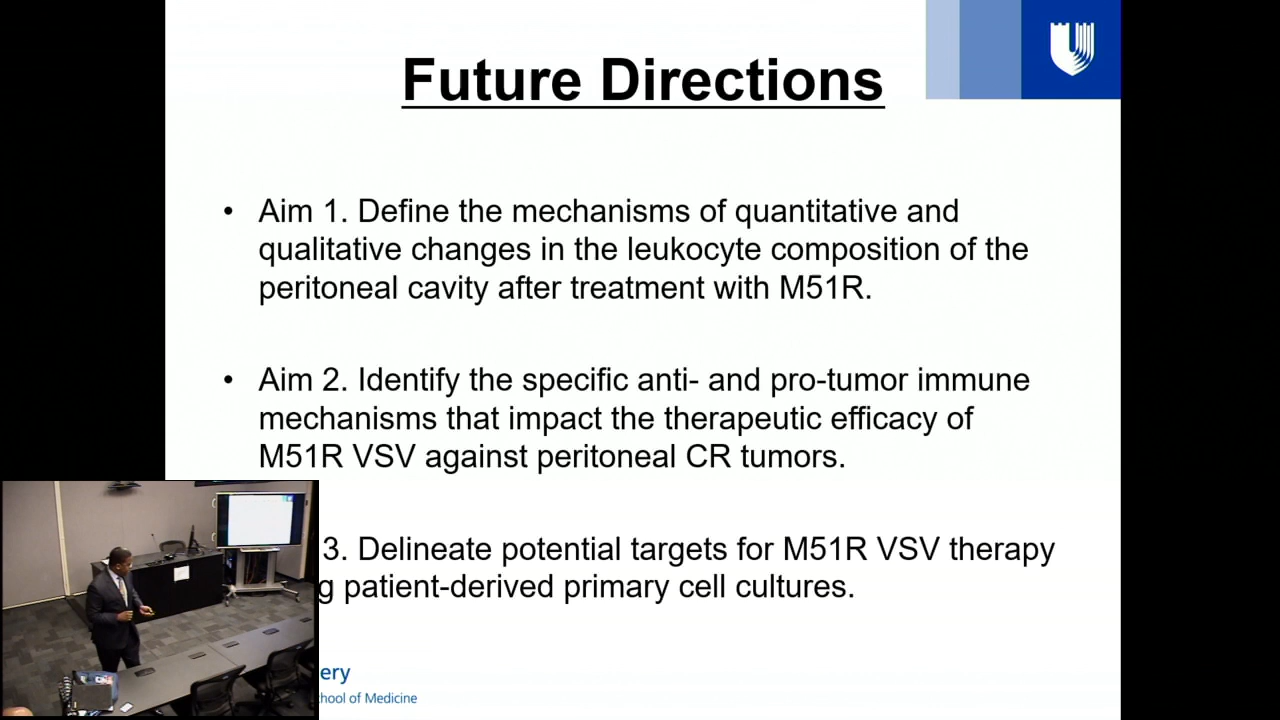 Future Directions
• Aim 1. Define the mechanisms of quantitative and
qualitative changes in the leukocyte composition of the
peritoneal cavity after treatment with M51R.
• Aim 2. Identify the specific anti- and pro-tumor immune
mechanisms that impact the therapeutic efficacy of
M51R VSV against peritoneal CR tumors.
3. Delineate potential targets for M51R VSV therapy
g patient-derived primary cell cultures.
ery
chool of Medicine